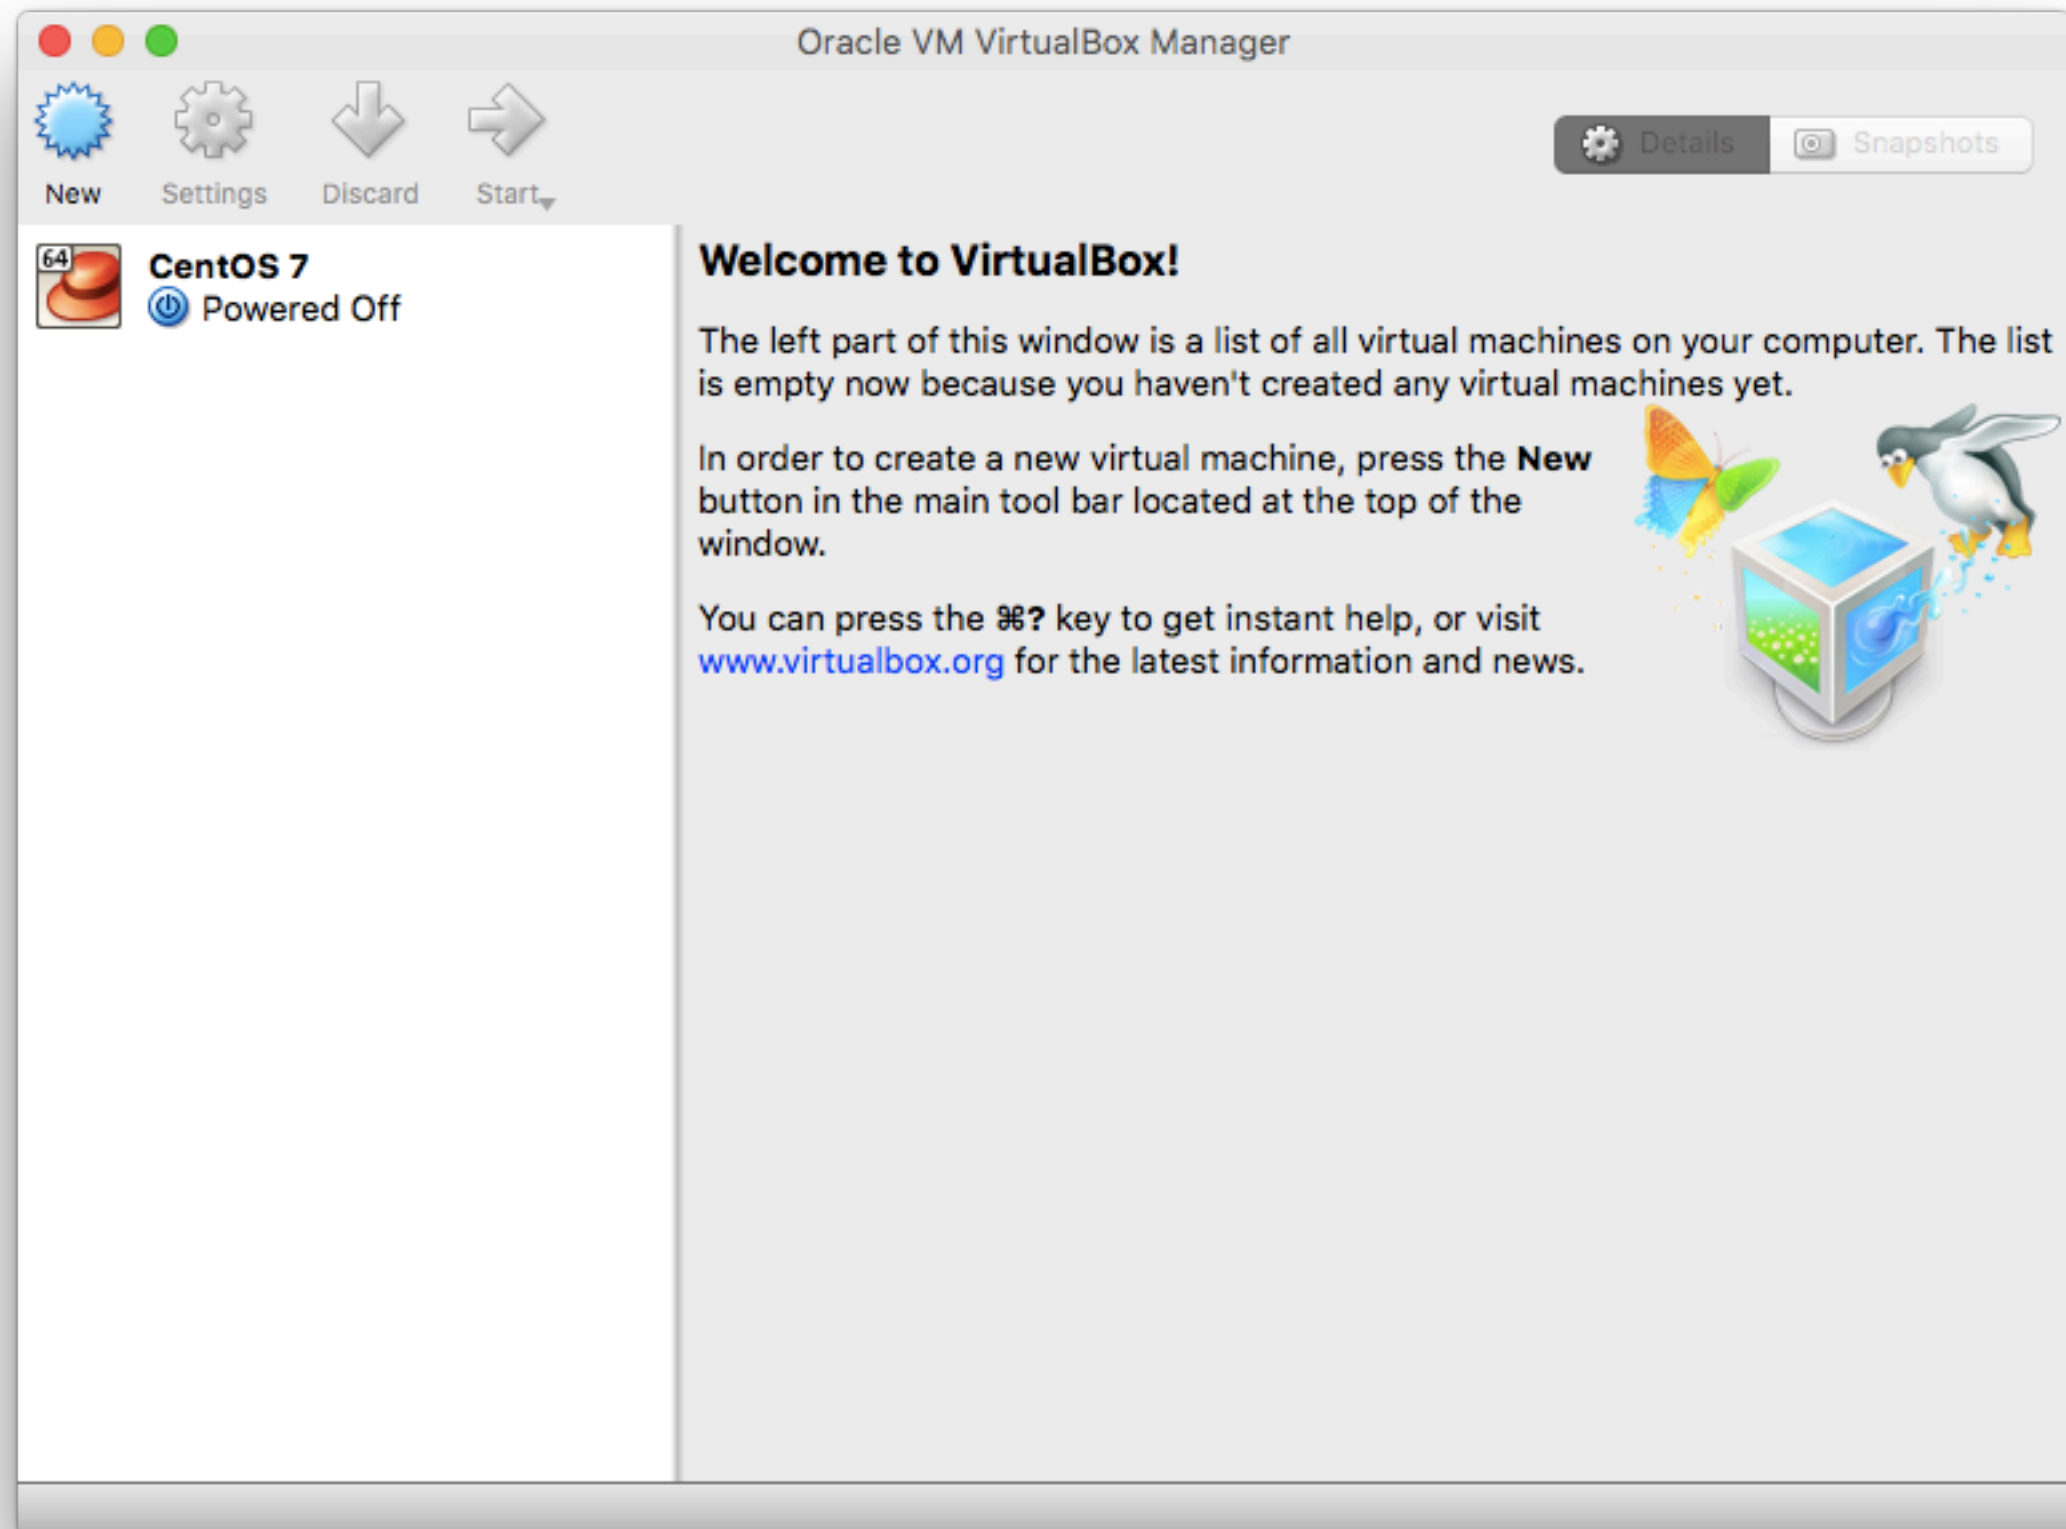 Oracle VM VirtualBox Manager
New
Settings
Discard
Start
Details
Snapshots
64
CentOS 7
Powered Off
Welcome to VirtualBox!
The left part of this window is a list of all virtual machines on your computer. The list
is empty now because you haven't created any virtual machines yet.
In order to create a new virtual machine, press the New
button in the main tool bar located at the top of the
window.
You can press the ⌘? key to get instant help, or visit
www.virtualbox.org for the latest information and news.